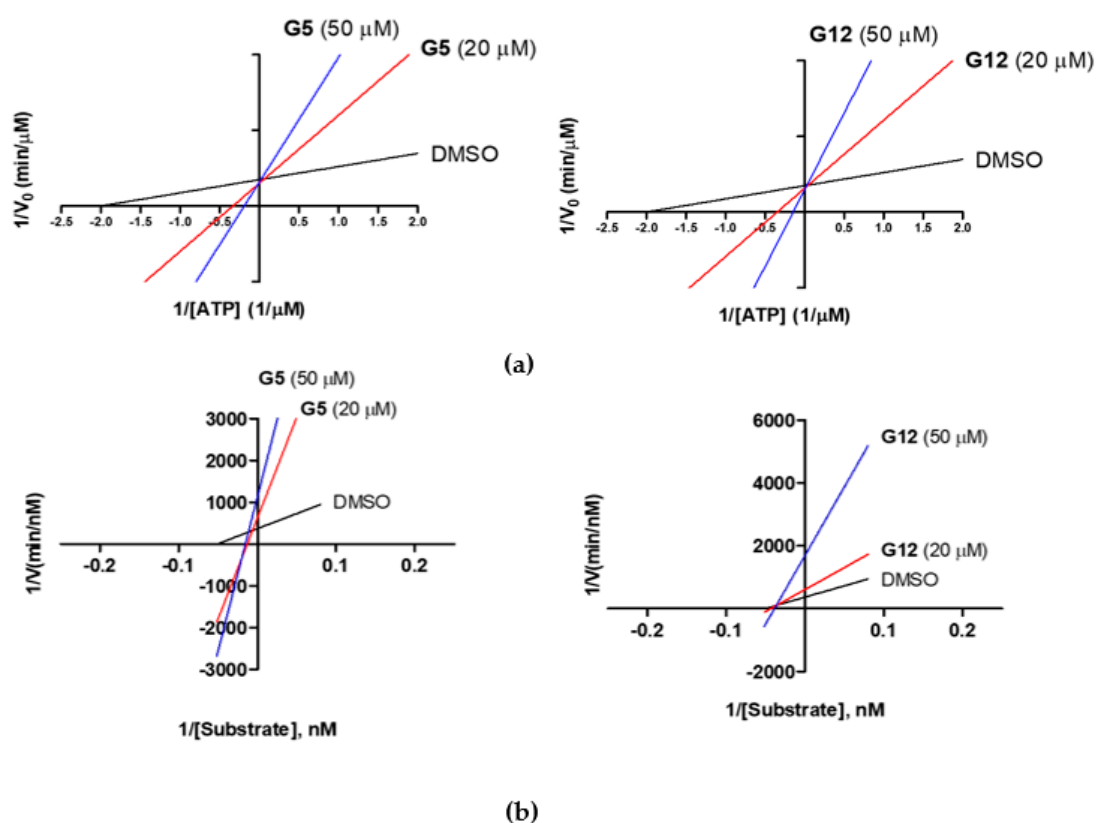 G5 (50 μM)
G5 (20 μM)
DMSO
1/V0 (min/μM)
-2.5 -2.0 -1.5 -1.0 -0.5 0.5 1.0 1.5 2.0
1/[ATP] (1/μM)
G12 (50 μM)
G12 (20 μM)
DMSO
1/V0 (min/μM)
-2.5 -2.0 -1.5 -1.0 -0.5 0.5 1.0 1.5 2.0
1/[ATP] (1/μM)
(a)
G5 (50 μM)
G5 (20 μM)
DMSO
1/V(min/nM)
3000
2000
1000
-1000
-2000
-3000
-0.2 -0.1 0.1 0.2
1/[Substrate], nM
G12 (50 μM)
G12 (20 μM)
DMSO
1/V(min/nM)
6000
4000
2000
-2000
-0.2 -0.1 0.1 0.2
1/[Substrate], nM
(b)